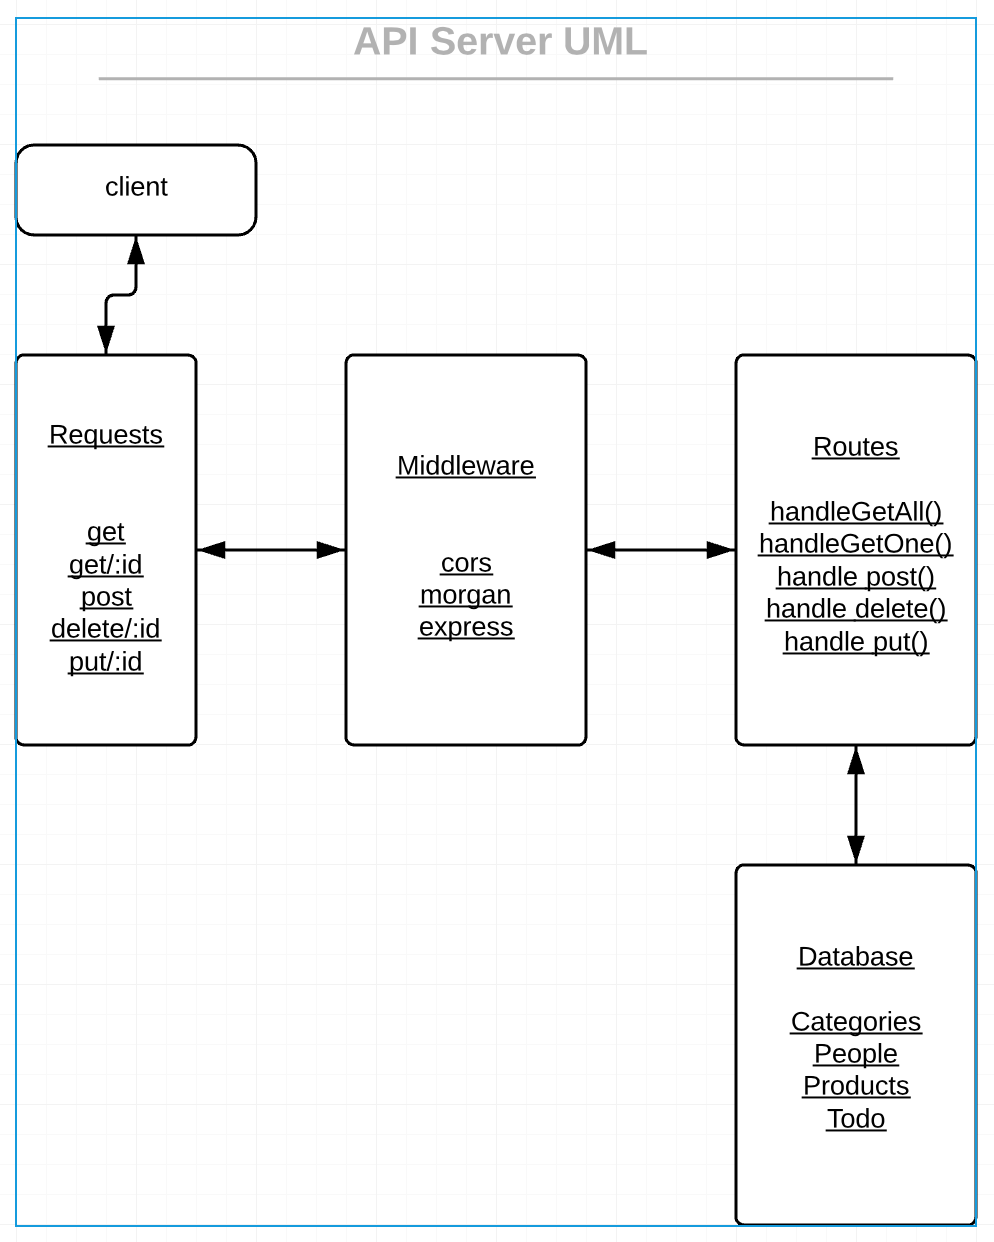 API Server UML
client
Requests
get
get/:id
post
delete/:id
put/:id
Middleware
cors
morgan
express
Routes
handleGetAll()
handleGetOne()
handle post()
handle delete()
handle put()
Database
Categories
People
Products
Todo